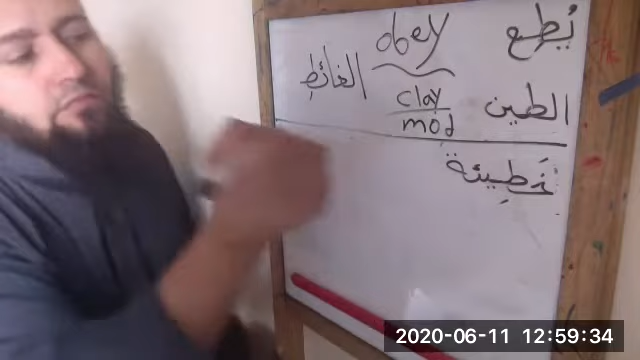 يُطِع obey الغائطِ
الطين clay
mod
خَطِيئة
2020-06-11 12:59:34